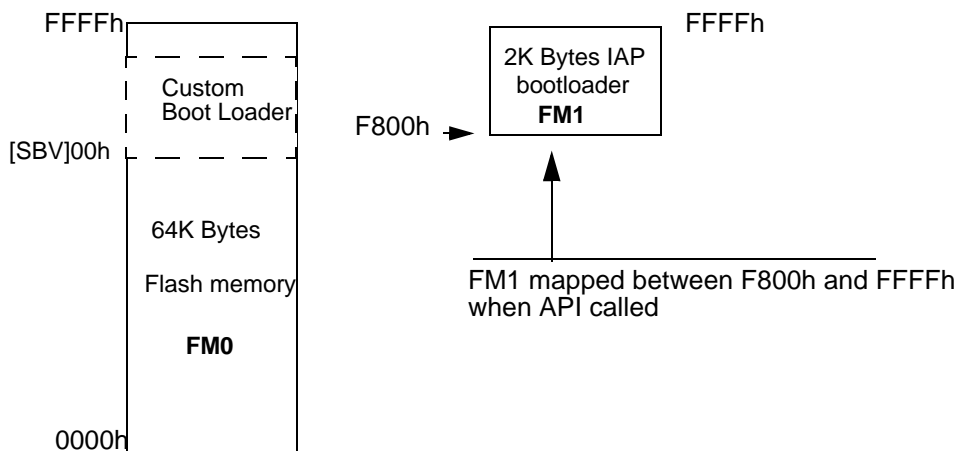 FFFFh
Custom
Boot Loader
[SBV]00h
64K Bytes
Flash memory
FM0
0000h
FFFFh
2K Bytes IAP
bootloader
FM1
F800h
FM1 mapped between F800h and FFFFh
when API called